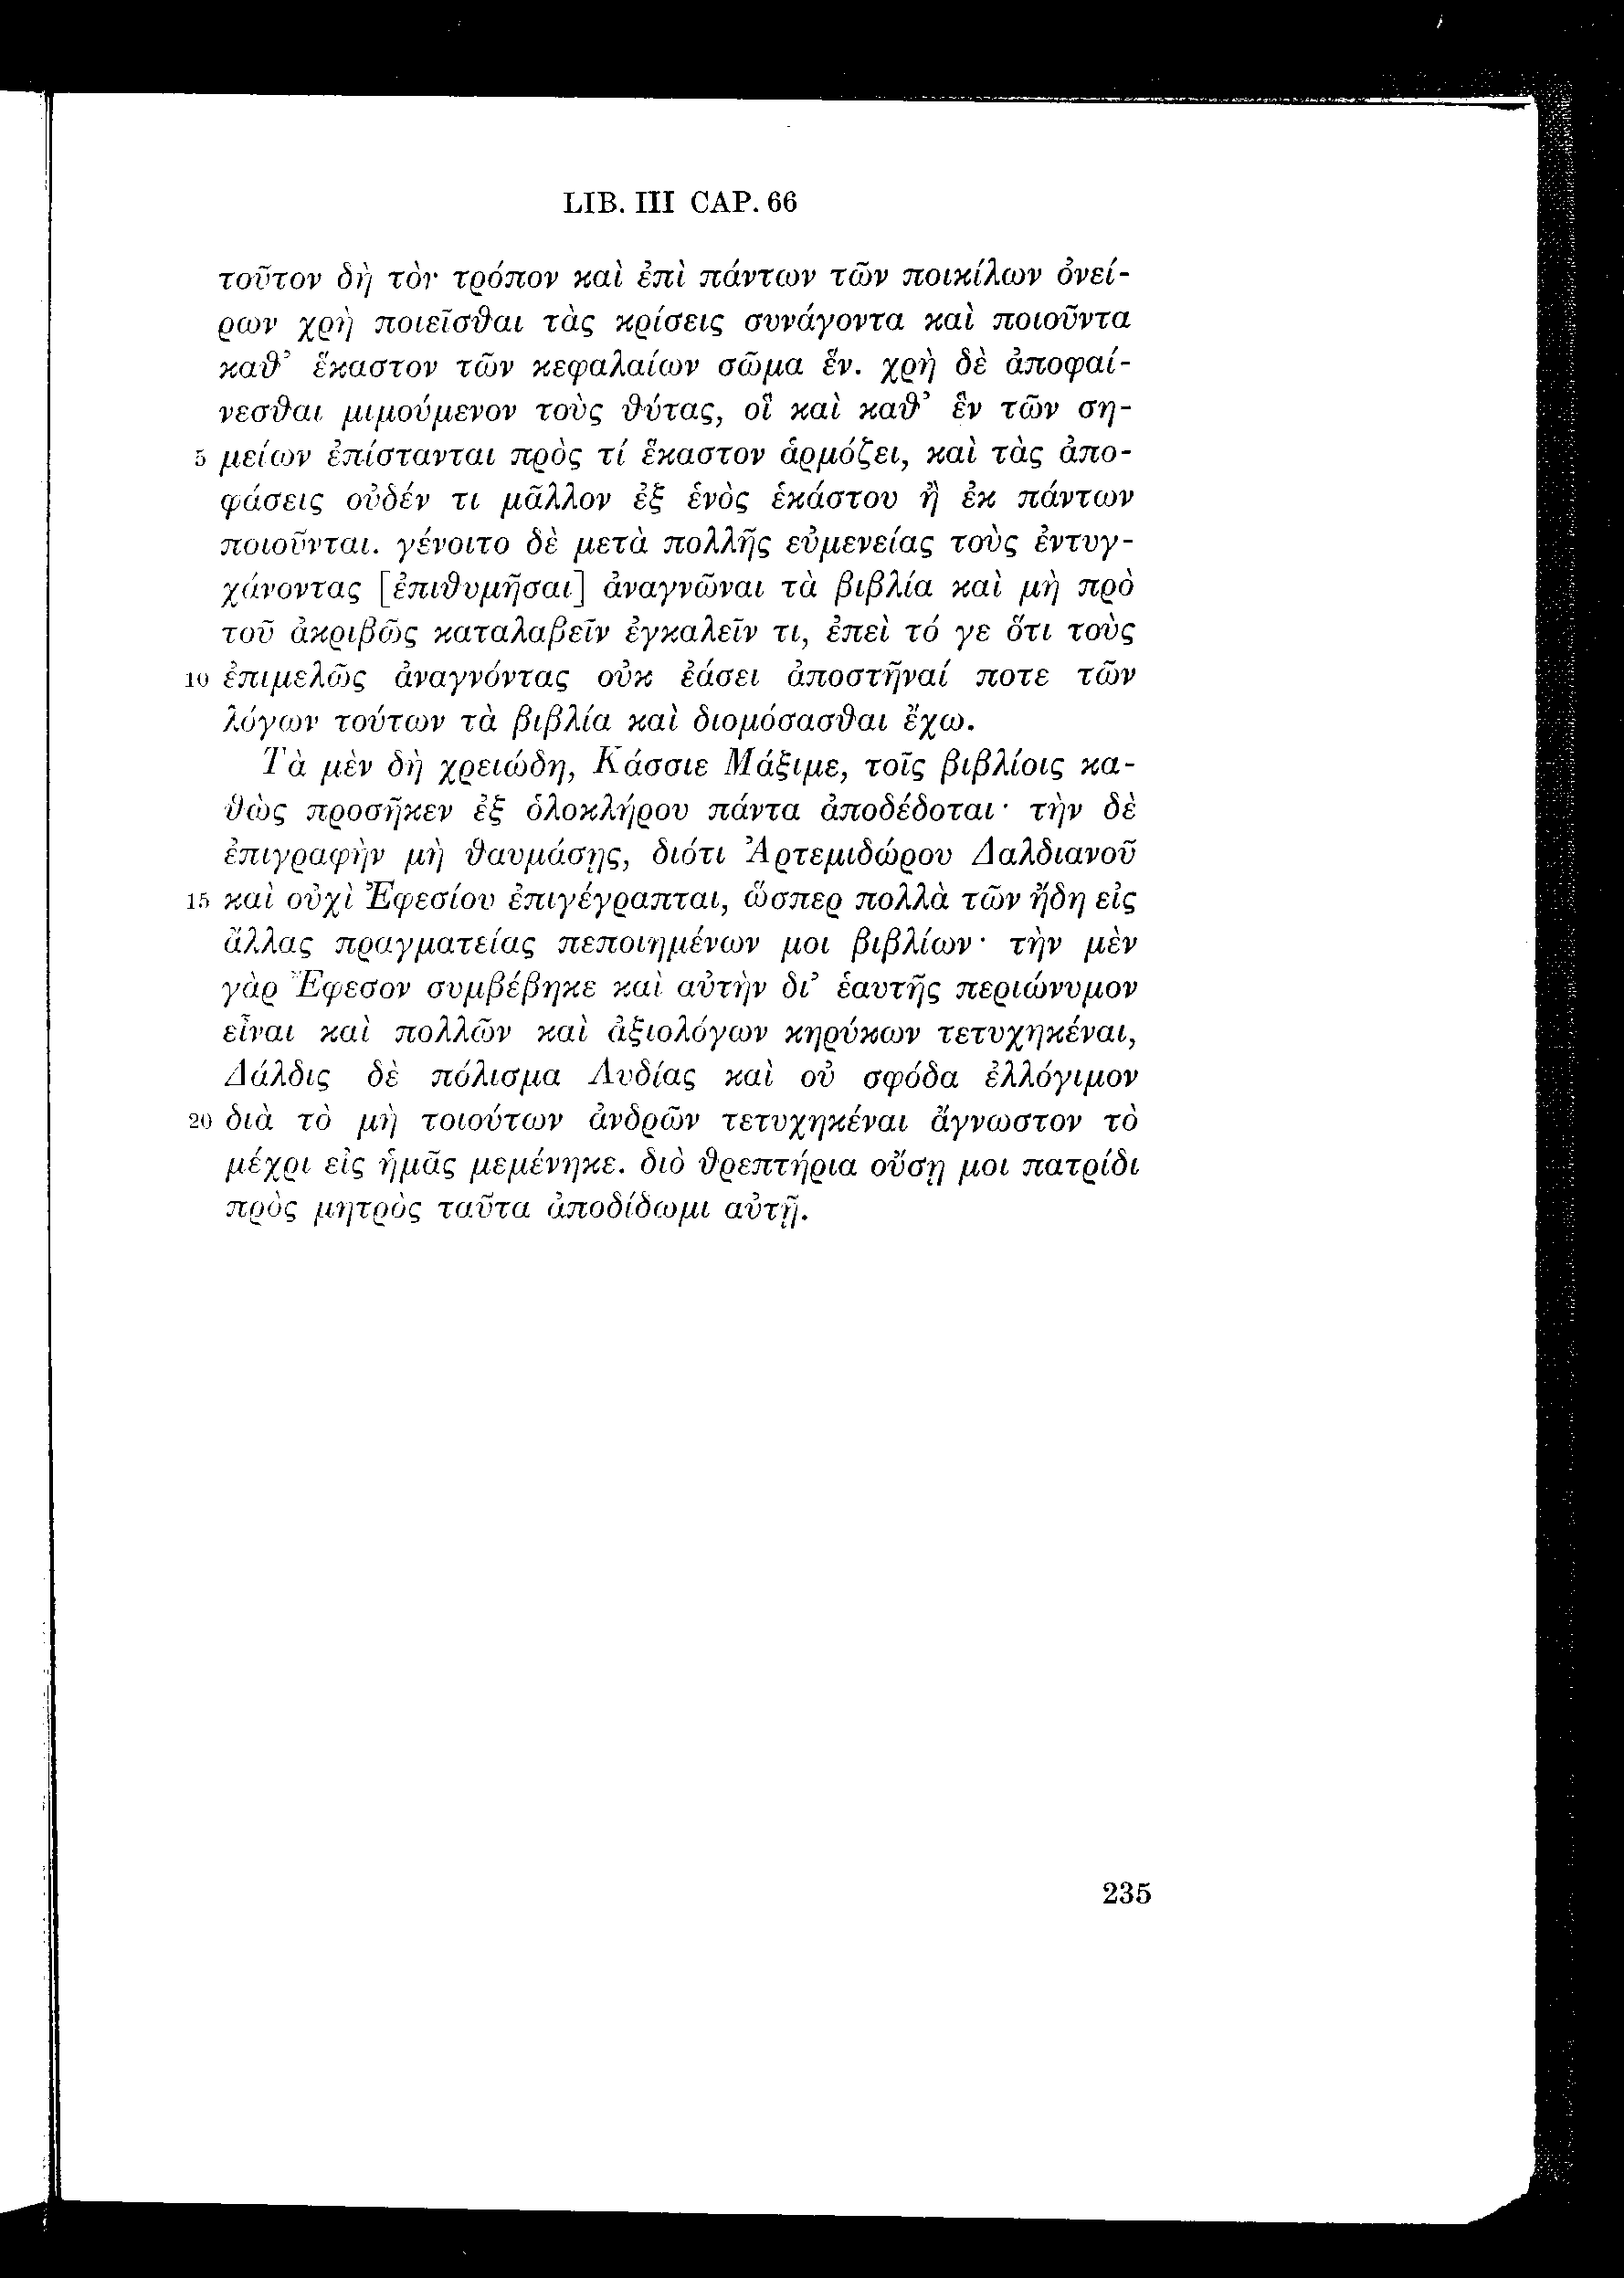 LIB. III CAP. 66
τοῦτον δὴ τὸν τρόπον καὶ ἐπὶ πάντων τῶν ποικίλων ὀνεί-
ρων χρὴ ποιεῖσθαι τὰς κρίσεις συνάγοντα καὶ ποιοῦντα
καθ’ ἕκαστον τῶν κεφαλαίων σῶμα ἕν. χρὴ δὲ ἀποφαί-
νεσθαι μιμούμενον τοὺς θύτας, οἳ καὶ καθ’ ἓν τῶν ση-
5 μείων ἐπίστανται πρὸς τί ἕκαστον ἁρμόζει, καὶ τὰς ἀπο-
φάσεις οὐδέν τι μᾶλλον ἐξ ἑνὸς ἑκάστου ἢ ἐκ πάντων
ποιοῦνται. γένοιτο δὲ μετὰ πολλῆς εὐμενείας τοὺς ἐντυγ-
χάνοντας [ἐπιθυμῆσαι] ἀναγνῶναι τὰ βιβλία καὶ μὴ πρὸ
τοῦ ἀκριβῶς καταλαβεῖν ἐγκαλεῖν τι, ἐπεὶ τό γε ὅτι τοὺς
10 ἐπιμελῶς ἀναγνόντας οὐκ ἐάσει ἀποστῆναί ποτε τῶν
λόγων τούτων τὰ βιβλία καὶ διομόσασθαι ἔχω.
Τὰ μὲν δὴ χρειώδη, Κάσσιε Μάξιμε, τοῖς βιβλίοις κα-
θὼς προσῆκεν ἐξ ὁλοκλήρου πάντα ἀποδέδοται· τὴν δὲ
ἐπιγραφὴν μὴ θαυμάσῃς, διότι Ἀρτεμιδώρου Δαλδιανοῦ
15 καὶ οὐχὶ Ἐφεσίου ἐπιγέγραπται, ὥσπερ πολλὰ τῶν ἤδη εἰς
ἄλλας πραγματείας πεποιημένων μοι βιβλίων· τὴν μὲν
γὰρ Ἔφεσον συμβέβηκε καὶ αὐτὴν δι’ ἑαυτῆς περιώνυμον
εἶναι καὶ πολλῶν καὶ ἀξιολόγων κηρύκων τετυχηκέναι,
Δάλδις δὲ πόλισμα Λυδίας καὶ οὐ σφόδα ἐλλόγιμον
20 διὰ τὸ μὴ τοιούτων ἀνδρῶν τετυχηκέναι ἄγνωστον τὸ
μέχρι εἰς ἡμᾶς μεμένηκε. διὸ θρεπτήρια οὔσῃ μοι πατρίδι
πρὸς μητρὸς ταῦτα ἀποδίδωμι αὐτῇ.
235